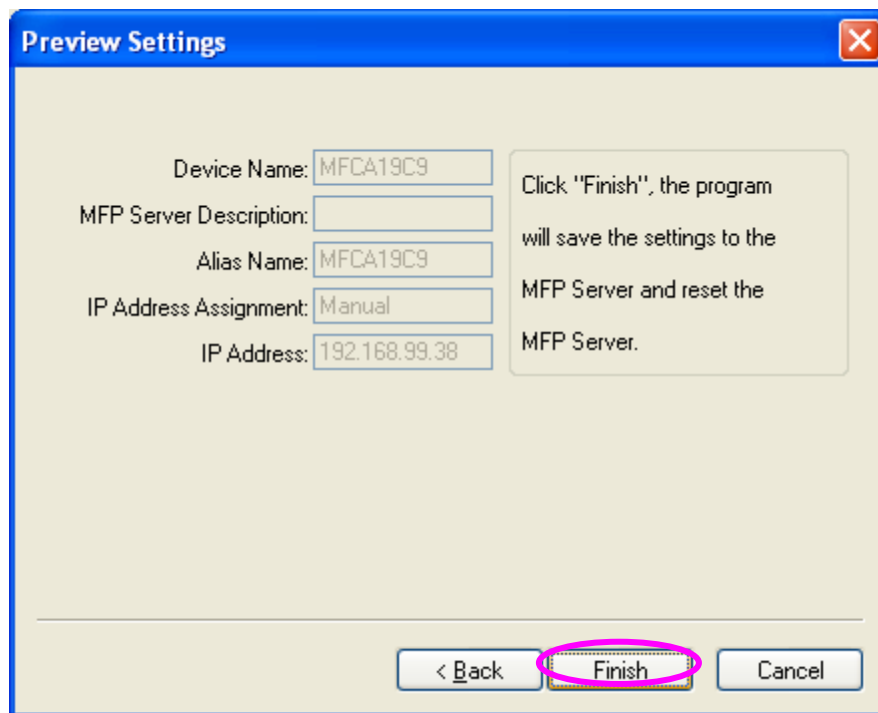 Preview Settings
Device Name: MFCA19C9
MFP Server Description:
Alias Name: MFCA19C9
IP Address Assignment: Manual
IP Address: 192.168.99.38
Click "Finish", the program
will save the settings to the
MFP Server and reset the
MFP Server.
< Back
Finish
Cancel